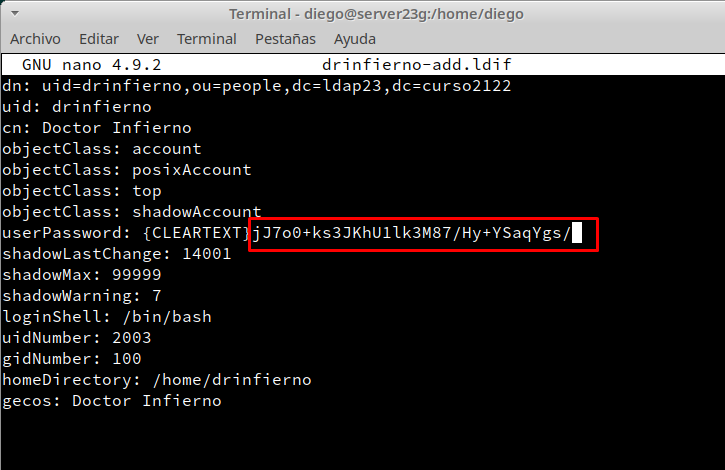 Terminal - diego@server23g:/home/diego
Archivo Editar Ver Terminal Pestañas Ayuda
GNU nano 4.9.2 drinfierno-add.ldif
dn: uid=drinfierno,ou=people,dc=ldap23,dc=curso2122
uid: drinfierno
cn: Doctor Infierno
objectClass: account
objectClass: posixAccount
objectClass: top
objectClass: shadowAccount
userPassword: {CLEARTEXT}jJ7o0+ks3JKhU1lk3M87/Hy+YSaqYgs/
shadowLastChange: 14001
shadowMax: 99999
shadowWarning: 7
loginShell: /bin/bash
uidNumber: 2003
gidNumber: 100
homeDirectory: /home/drinfierno
gecos: Doctor Infierno